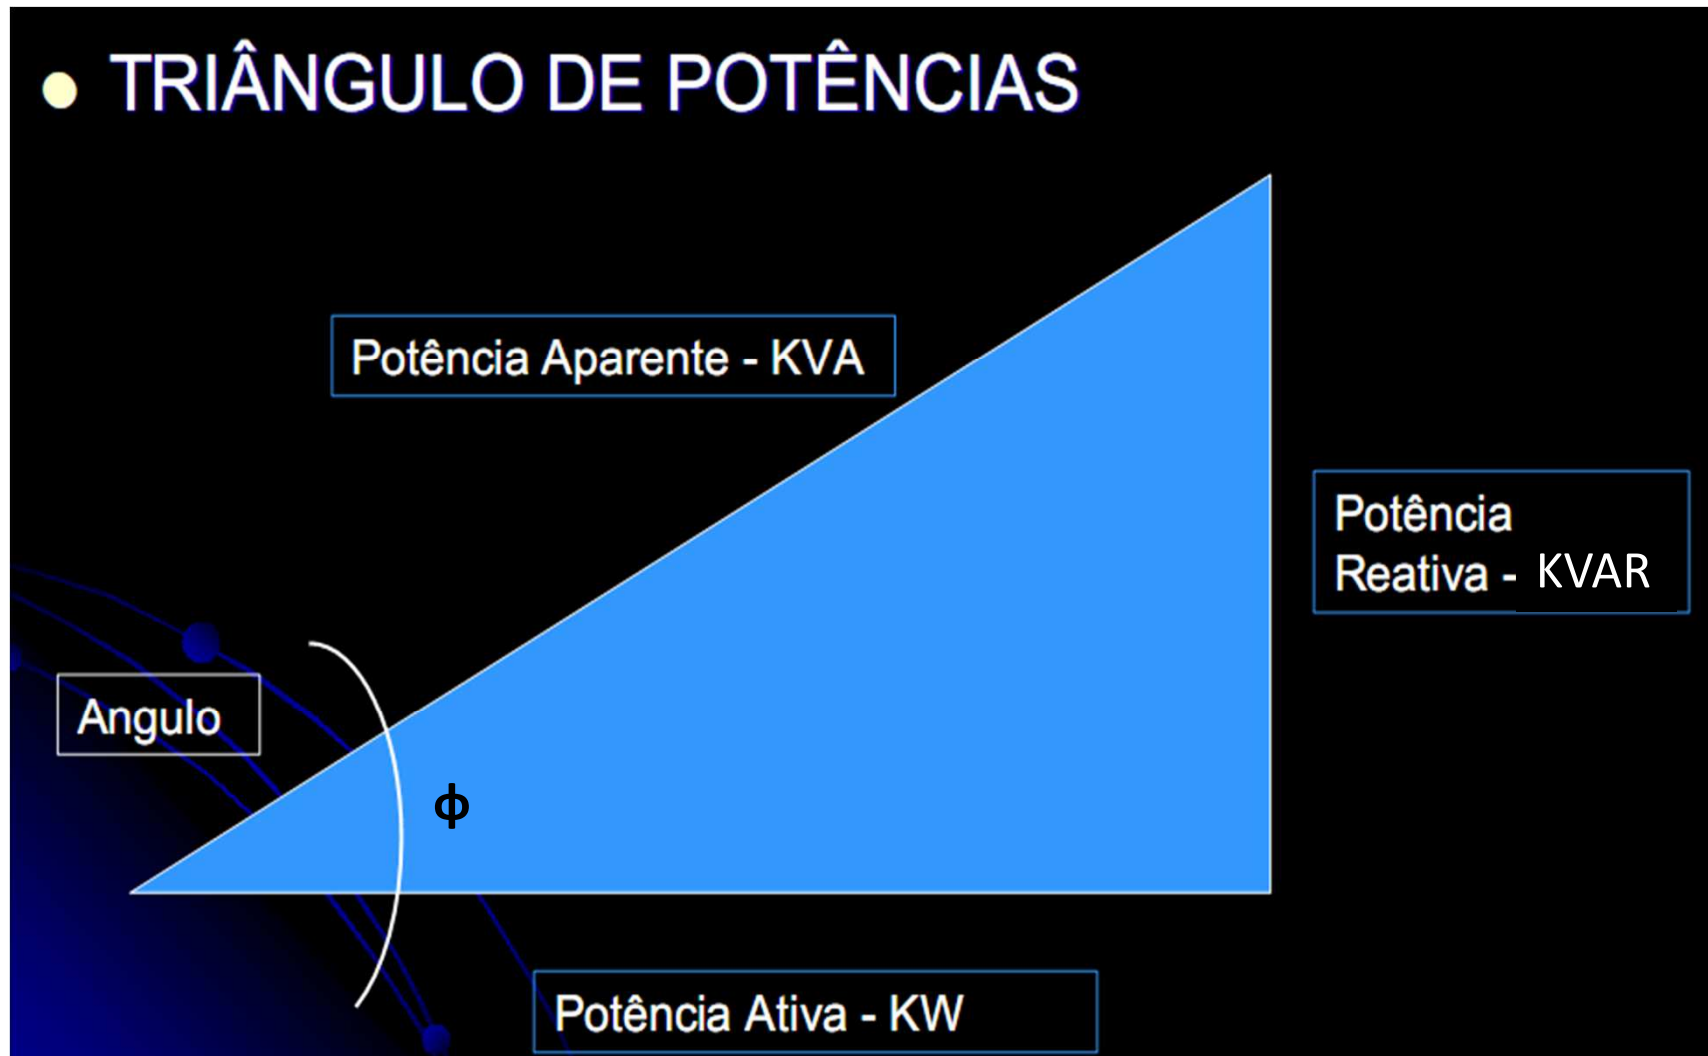 TRIÂNGULO DE POTÊNCIAS
Potência Aparente - KVA
Potência
Reativa - KVAR
Angulo
ϕ
Potência Ativa - KW